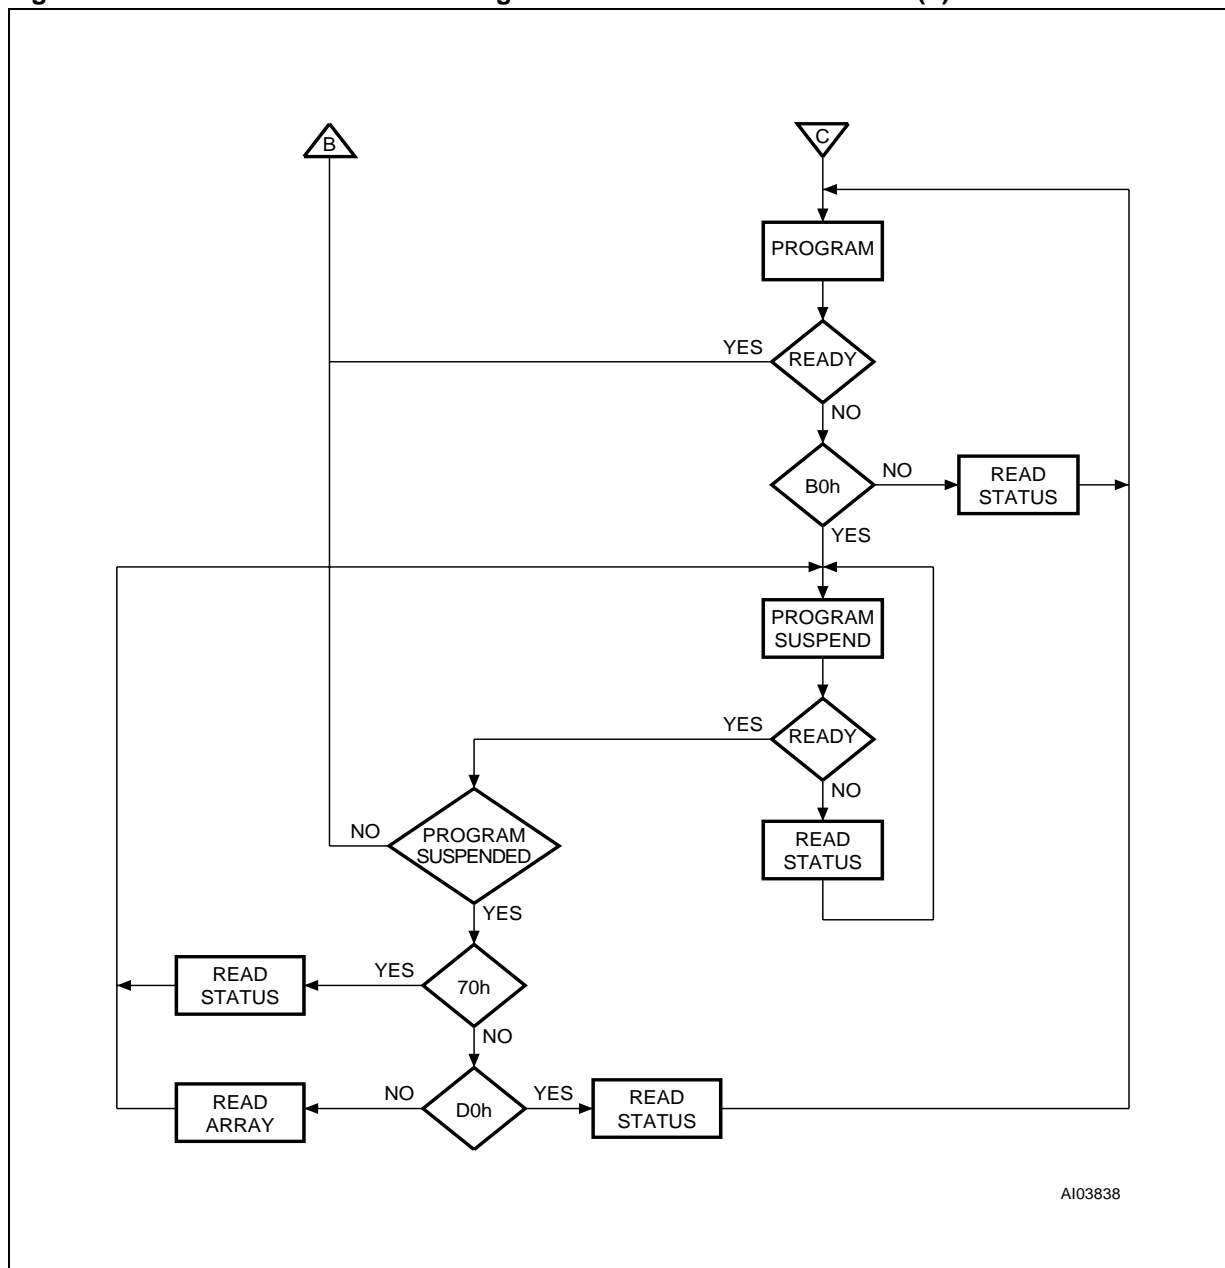 B
C
PROGRAM
YES
READY
NO
B0h
NO
READ
STATUS
YES
PROGRAM
SUSPEND
YES
READY
NO
NO
PROGRAM
SUSPENDED
READ
STATUS
YES
READ
STATUS
YES
70h
NO
READ
ARRAY
NO
D0h
YES
READ
STATUS
AI03838